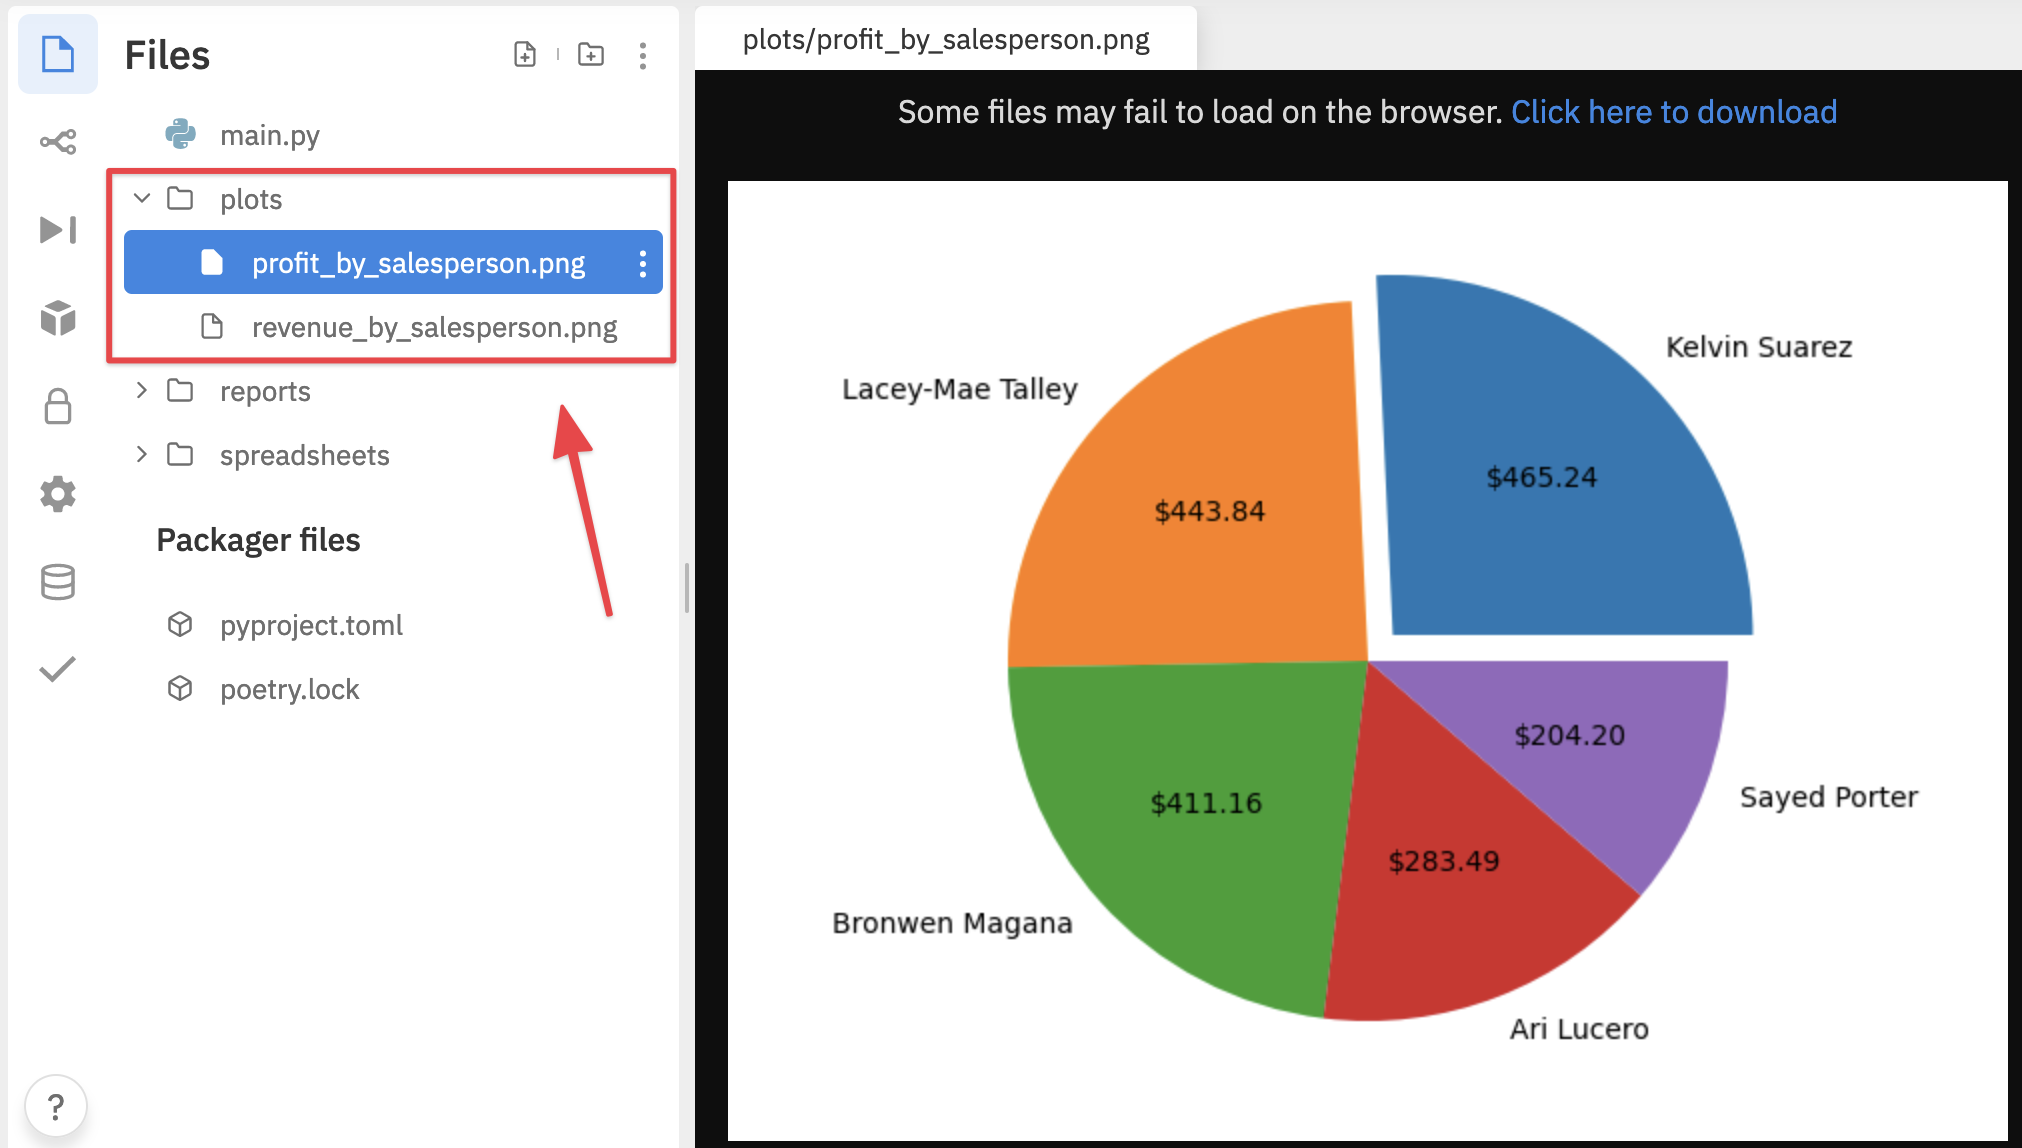 Files
main.py
plots
profit_by_salesperson.png
revenue_by_salesperson.png
reports
spreadsheets
Packager files
pyproject.toml
poetry.lock
?
plots/profit_by_salesperson.png
Some files may fail to load on the browser. Click here to download
Kelvin Suarez
Lacey-Mae Talley
$465.24
$443.84
$204.20
Sayed Porter
$411.16
$283.49
Bronwen Magana
Ari Lucero